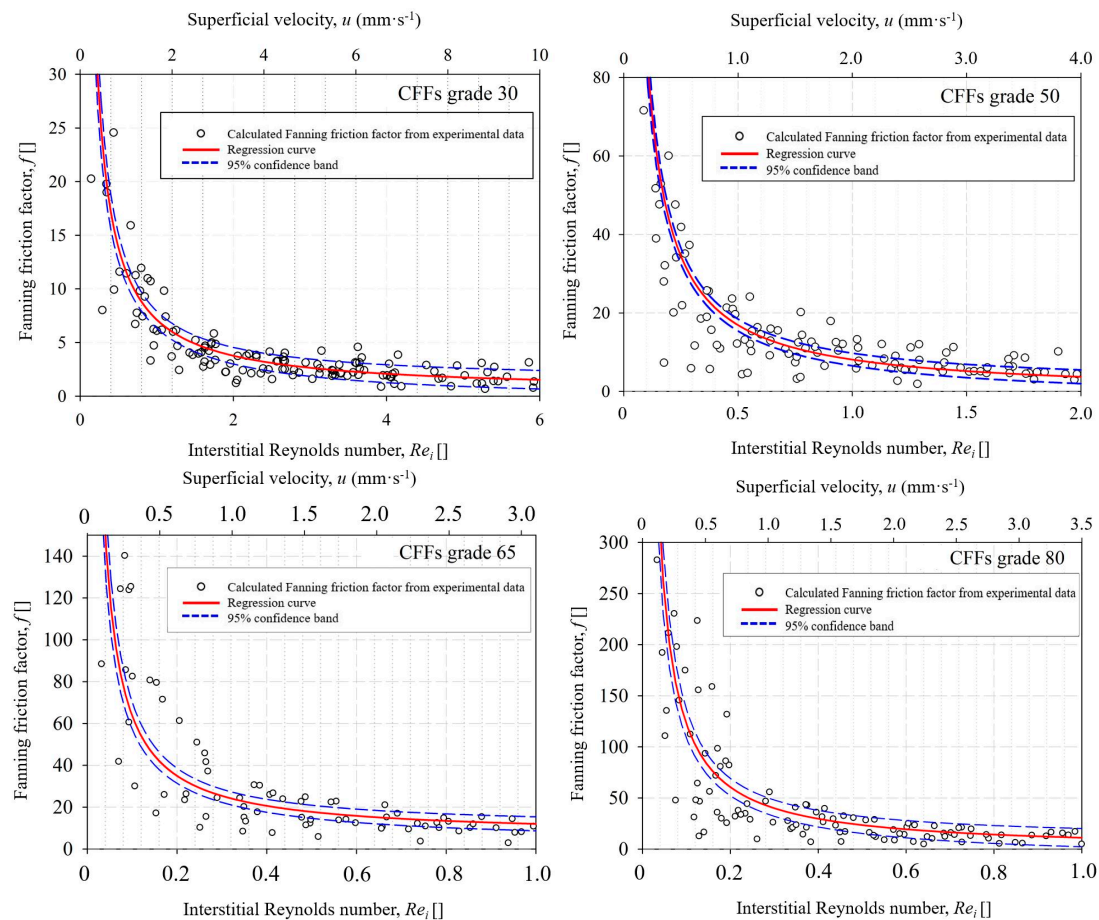 Superficial velocity, u (mm·s⁻¹)
0 2 4 6 8 10
30
25
20
15
10
5
0
Fanning friction factor, f []
CFFs grade 30
Calculated Fanning friction factor from experimental data
Regression curve
95% confidence band
0 2 4 6
Interstitial Reynolds number, Reᵢ []
Superficial velocity, u (mm·s⁻¹)
0 0 1.0 2.0 3.0 4.0
80
60
40
20
0
Fanning friction factor, f []
CFFs grade 50
Calculated Fanning friction factor from experimental data
Regression curve
95% confidence band
0 0.5 1.0 1.5 2.0
Interstitial Reynolds number, Reᵢ []
Superficial velocity, u (mm·s⁻¹)
0 0.5 1.0 1.5 2.0 2.5 3.0
140
120
100
80
60
40
20
0
Fanning friction factor, f []
CFFs grade 65
Calculated Fanning friction factor from experimental data
Regression curve
95% confidence band
0 0.2 0.4 0.6 0.8 1.0
Interstitial Reynolds number, Reᵢ []
Superficial velocity, u (mm·s⁻¹)
0 0.5 1.0 1.5 2.0 2.5 3.0 3.5
300
250
200
150
100
50
0
Fanning friction factor, f []
CFFs grade 80
Calculated Fanning friction factor from experimental data
Regression curve
95% confidence band
0 0.2 0.4 0.6 0.8 1.0
Interstitial Reynolds number, Reᵢ []